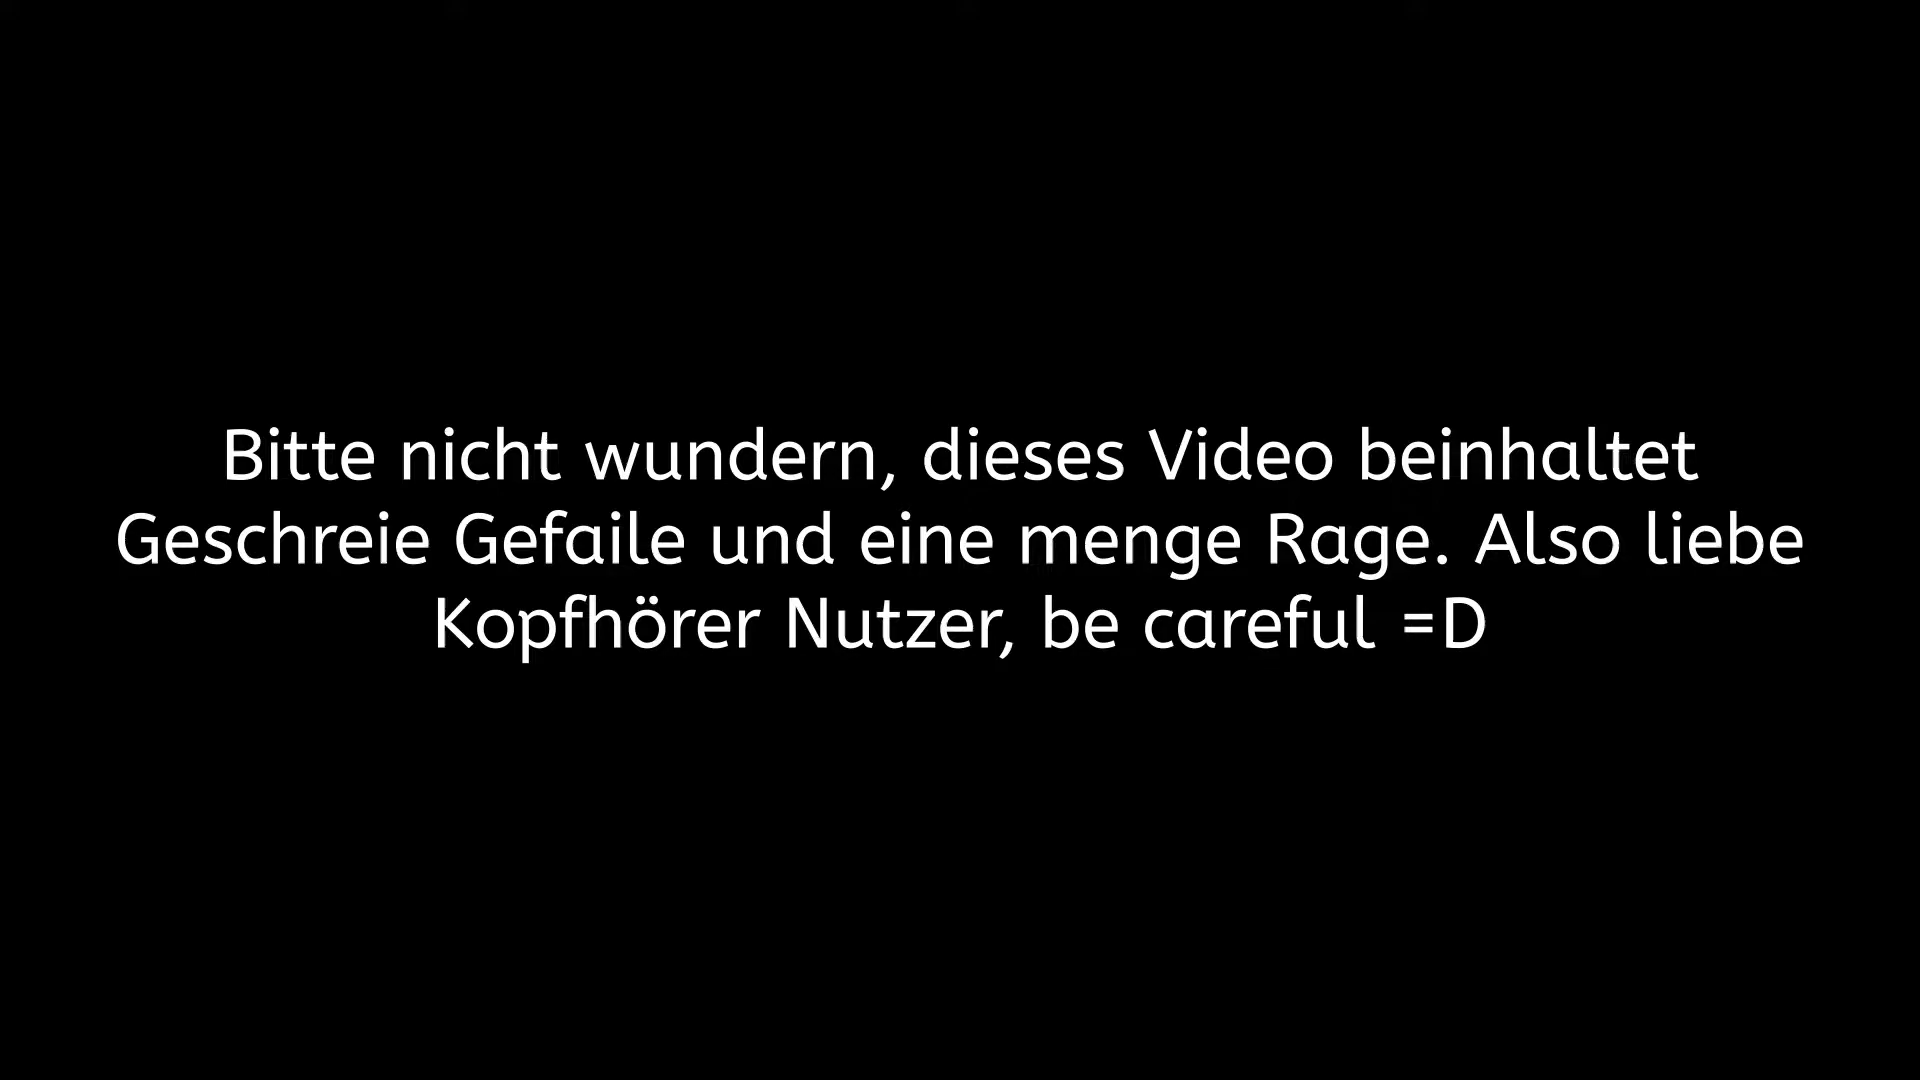 Bitte nicht wundern, dieses Video beinhaltet
Geschreie Gefaile und eine menge Rage. Also liebe
Kopfhörer Nutzer, be careful =D